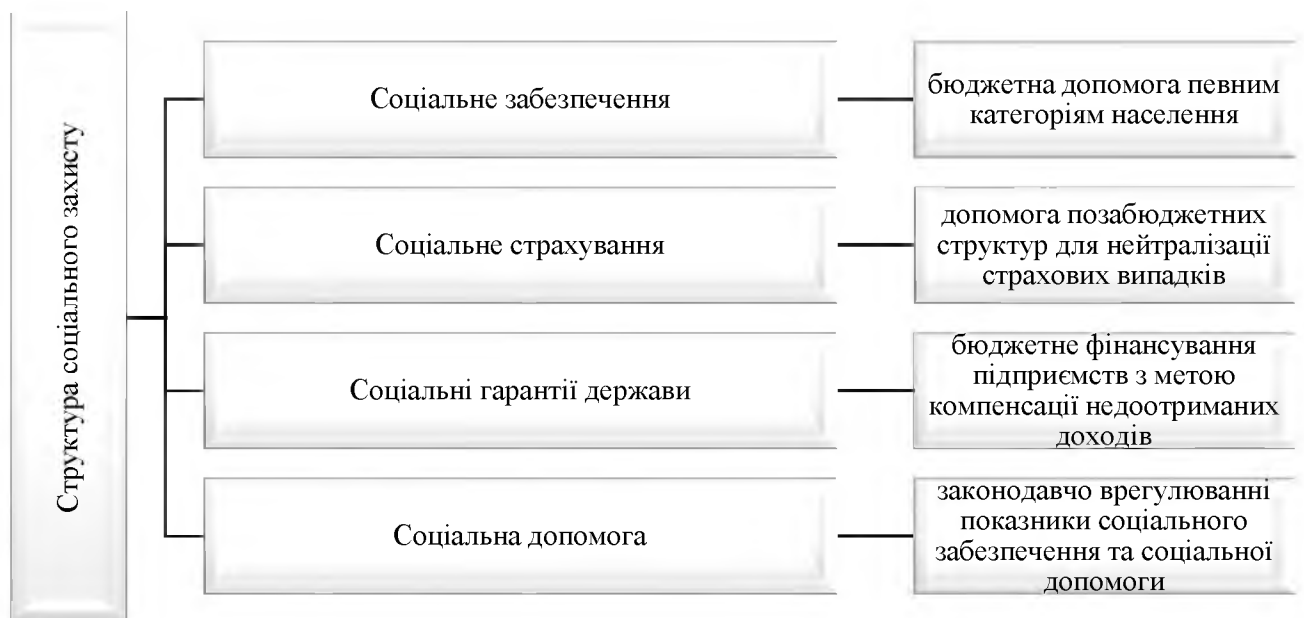 Структура соціального захисту
Соціальне забезпечення
бюджетна допомога певним
категоріям населення
Соціальне страхування
допомога позабюджетних
структур для нейтралізації
страхових випадків
Соціальні гарантії держави
бюджетне фінансування
підприємств з метою
компенсації недоотриманих
доходів
Соціальна допомога
законодавчо врегулюванні
показники соціального
забезпечення та соціальної
допомоги